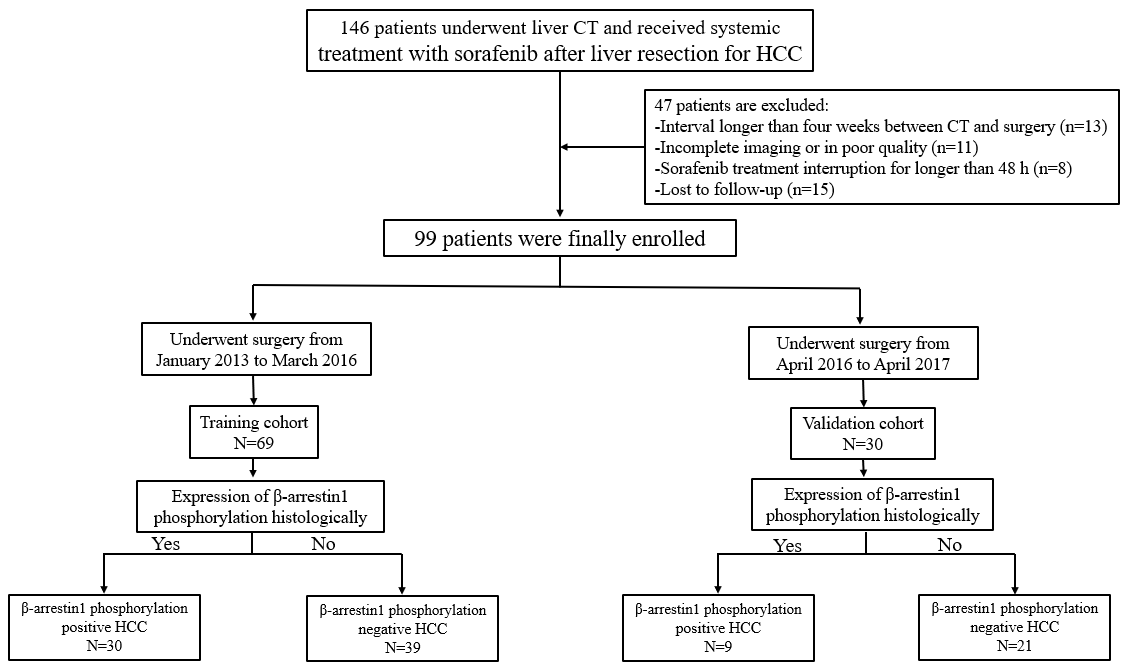 146 patients underwent liver CT and received systemic
treatment with sorafenib after liver resection for HCC
47 patients are excluded:
-Interval longer than four weeks between CT and surgery (n=13)
-Incomplete imaging or in poor quality (n=11)
-Sorafenib treatment interruption for longer than 48 h (n=8)
-Lost to follow-up (n=15)
99 patients were finally enrolled
Underwent surgery from
January 2013 to March 2016
Training cohort
N=69
Expression of β-arrestin1
phosphorylation histologically
Yes
No
β-arrestin1 phosphorylation
positive HCC
N=30
β-arrestin1 phosphorylation
negative HCC
N=39
Underwent surgery from
April 2016 to April 2017
Validation cohort
N=30
Expression of β-arrestin1
phosphorylation histologically
Yes
No
β-arrestin1 phosphorylation
positive HCC
N=9
β-arrestin1 phosphorylation
negative HCC
N=21